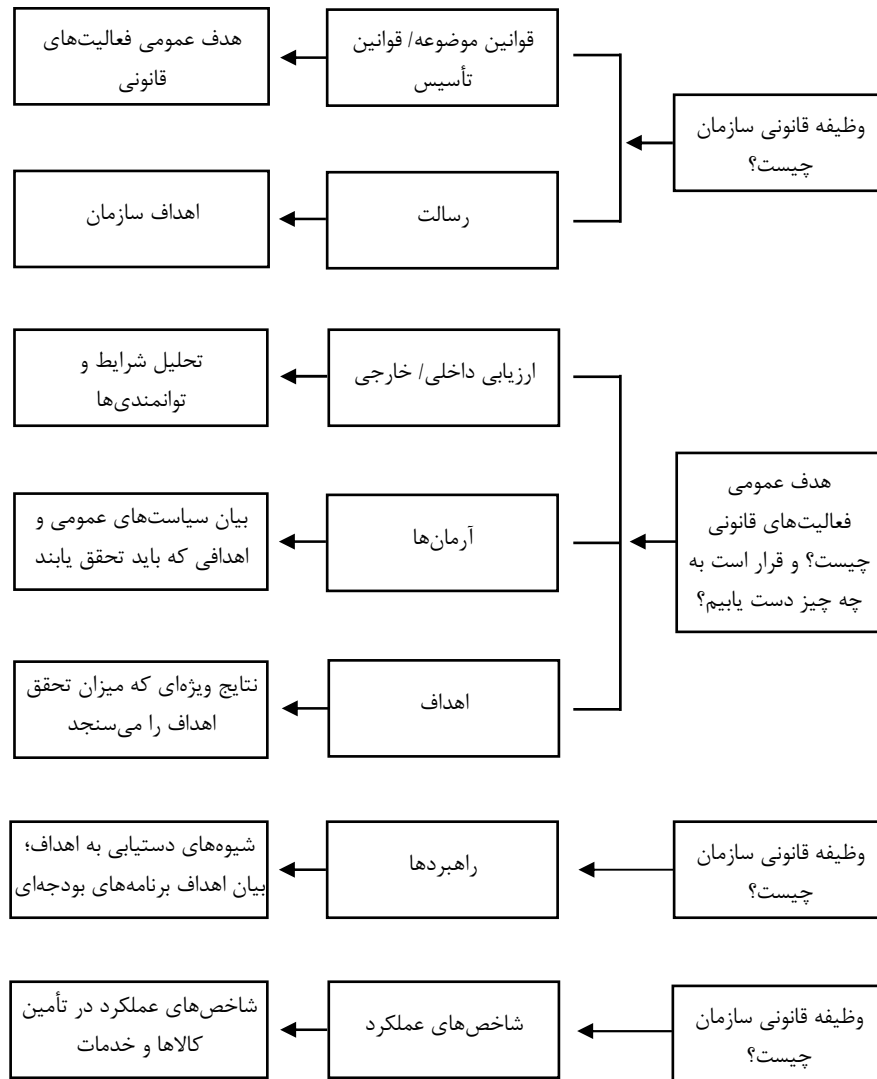 وظیفه قانونی سازمان
چیست؟
قوانین موضوعه/ قوانین
تأسیس
هدف عمومی فعالیت‌های
قانونی
رسالت
اهداف سازمان
هدف عمومی
فعالیت‌های قانونی
چیست؟ و قرار است به
چه چیز دست یابیم؟
ارزیابی داخلی/ خارجی
تحلیل شرایط و
توانمندی‌ها
آرمان‌ها
بیان سیاست‌های عمومی و
اهدافی که باید تحقق یابند
اهداف
نتایج ویژه‌ای که میزان تحقق
اهداف را می‌سنجد
وظیفه قانونی سازمان
چیست؟
راهبردها
شیوه‌های دستیابی به اهداف؛
بیان اهداف برنامه‌های بودجه‌ای
وظیفه قانونی سازمان
چیست؟
شاخص‌های عملکرد
شاخص‌های عملکرد در تأمین
کالاها و خدمات